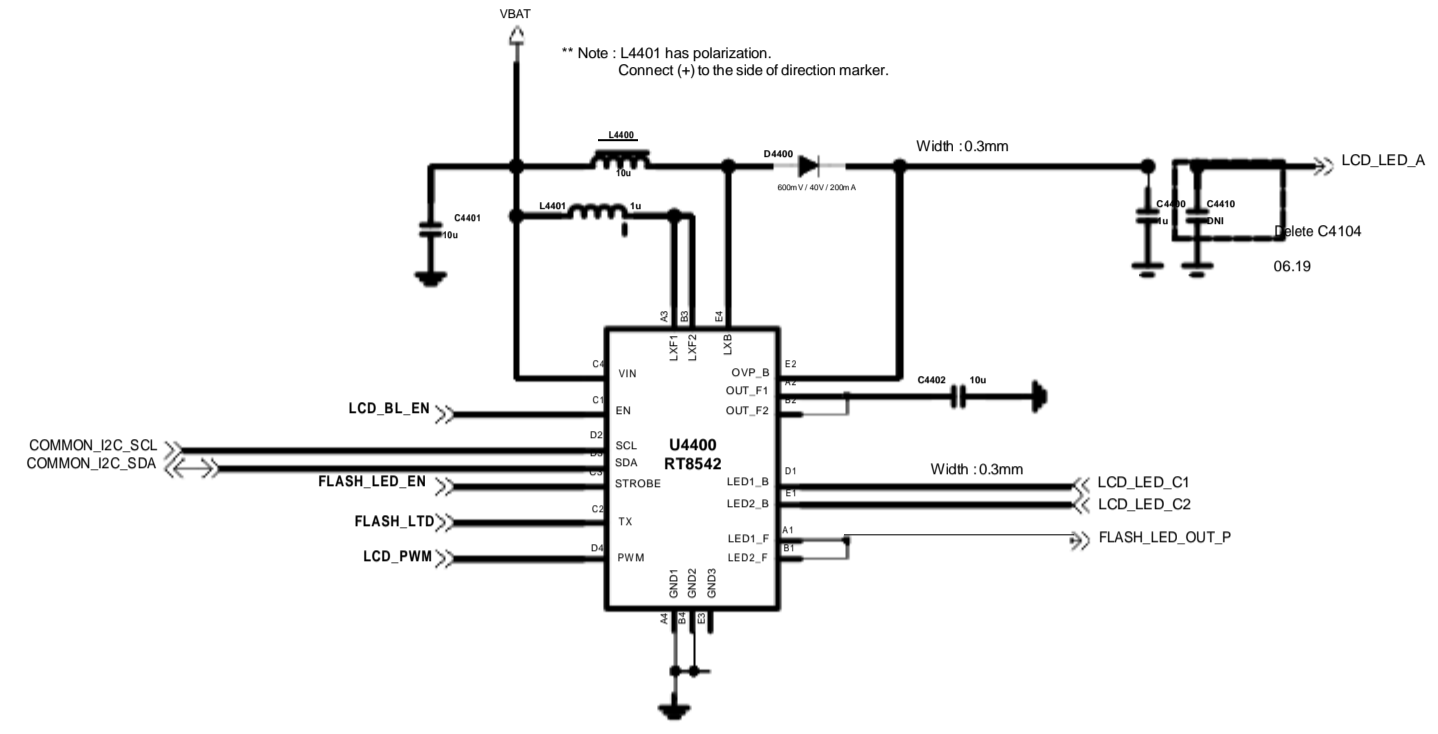 VBAT
** Note : L4401 has polarization.
Connect (+) to the side of direction marker.
L4400
10u
D4400
600mV / 40V / 200mA
Width : 0.3mm
LCD_LED_A
L4401
1u
C4401
10u
C4400
1u
C4410
DNI
Delete C4104
06.19
A3
B3
E4
LXF1
LXF2
LXB
C4
VIN
E2
OVP_B
A2
OUT_F1
C4402
10u
B2
OUT_F2
LCD_BL_EN
C1
EN
COMMON_I2C_SCL
D2
SCL
COMMON_I2C_SDA
D3
SDA
U4400
RT8542
FLASH_LED_EN
C3
STROBE
D1
LED1_B
Width : 0.3mm
LCD_LED_C1
E1
LED2_B
LCD_LED_C2
FLASH_LTD
C2
TX
A1
LED1_F
FLASH_LED_OUT_P
LCD_PWM
D4
PWM
B1
LED2_F
GND1
GND2
GND3
A4
B4
E3